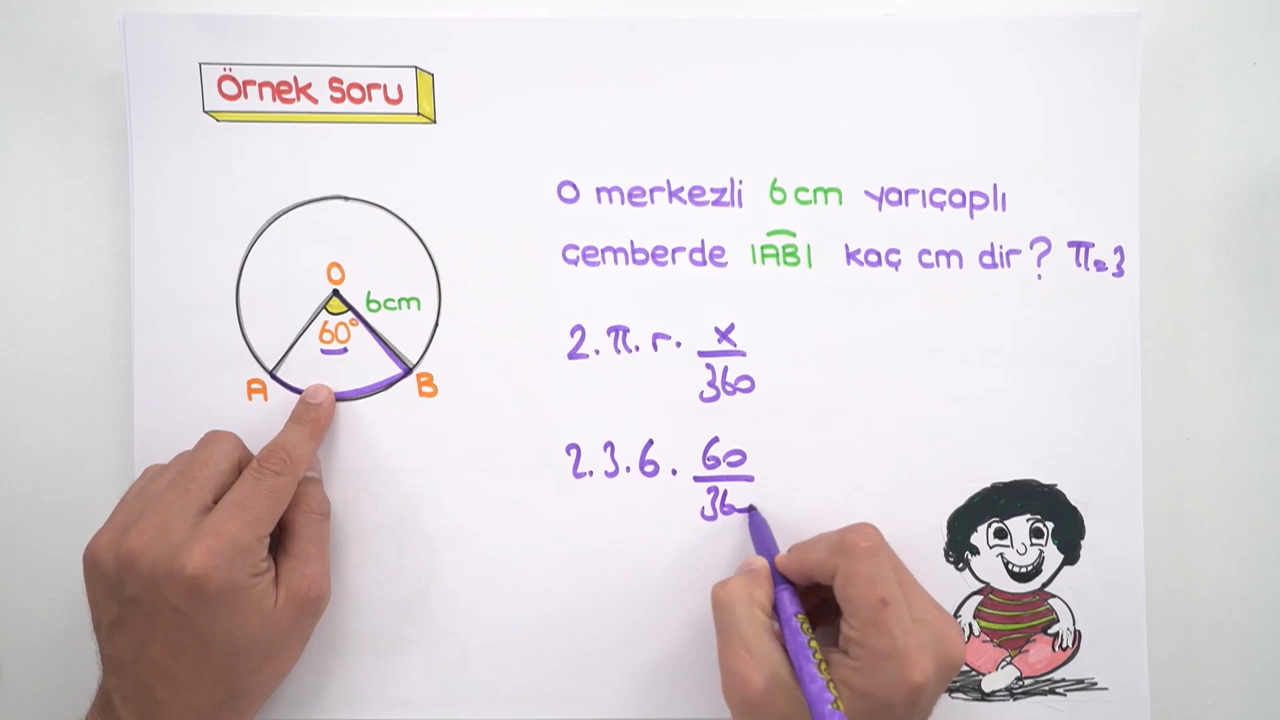 Örnek Soru
O merkezli 6cm yarıçaplı
çemberde |AB| kaç cm dir? π=3
O
6cm
60°
A
B
2.π.r. x/360
2.3.6. 60/360